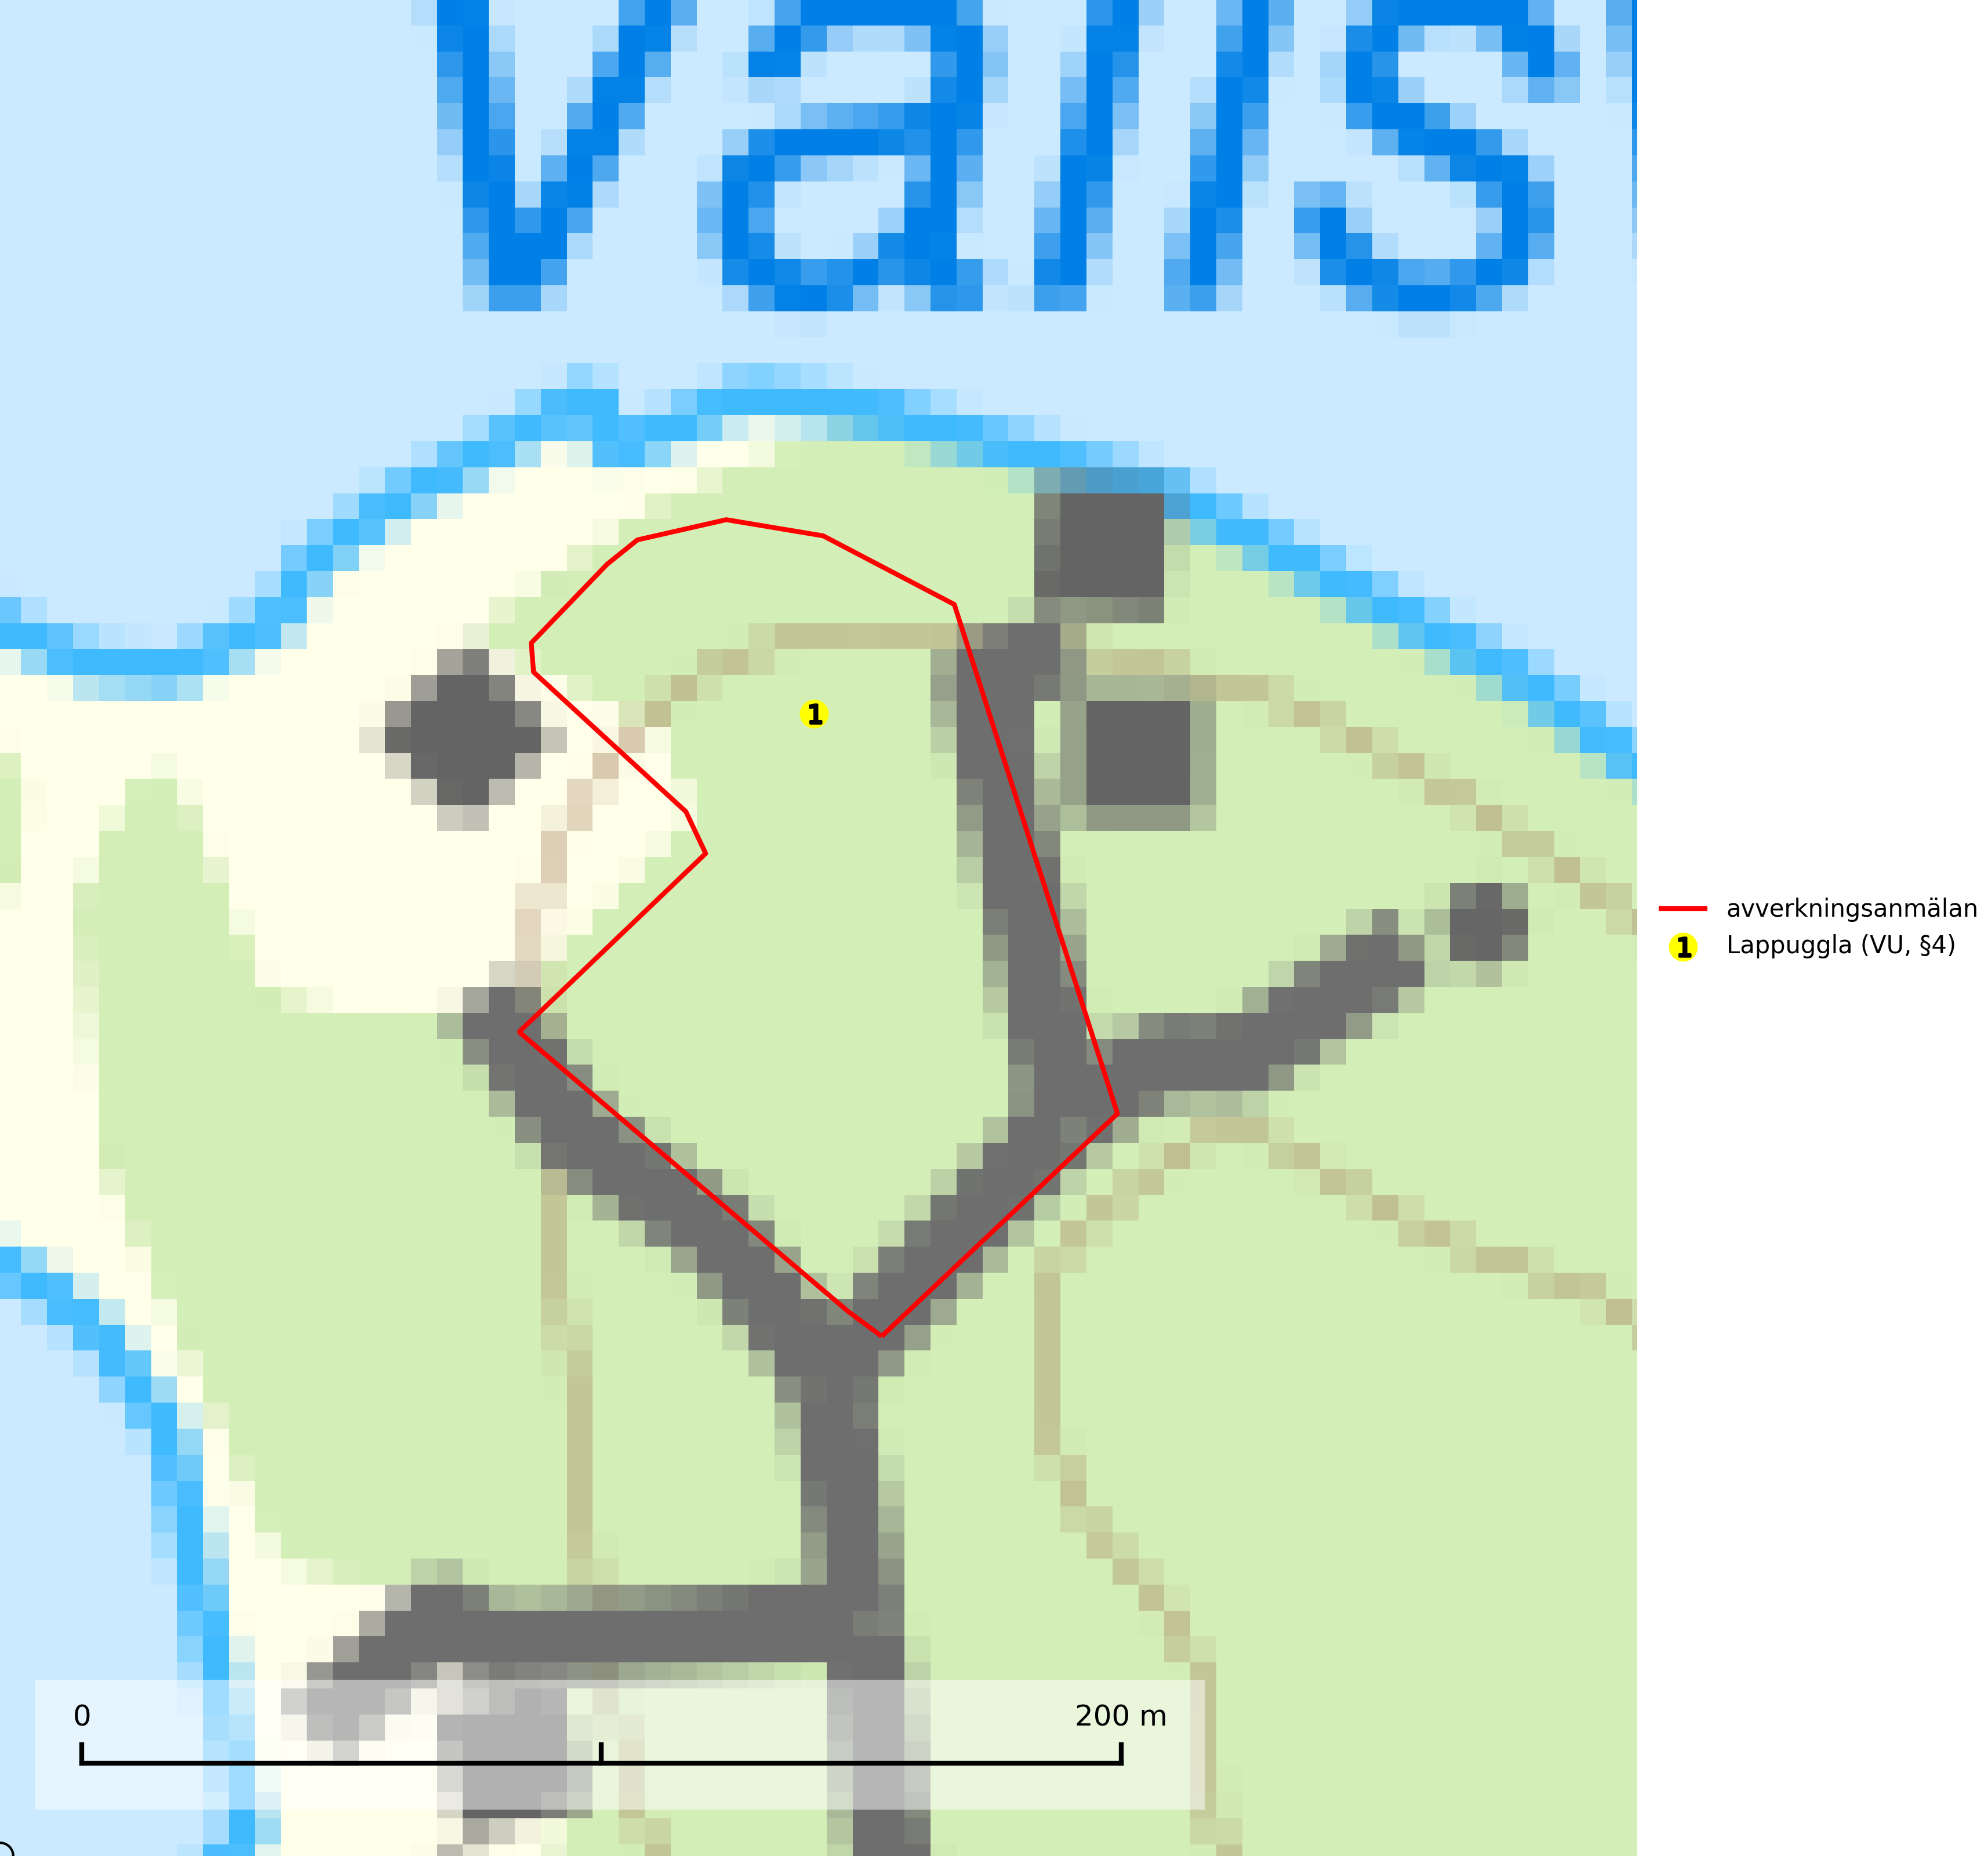 Valls
avverkningsanmälan
1
1 Lappuggla (VU, §4)
0 200 m